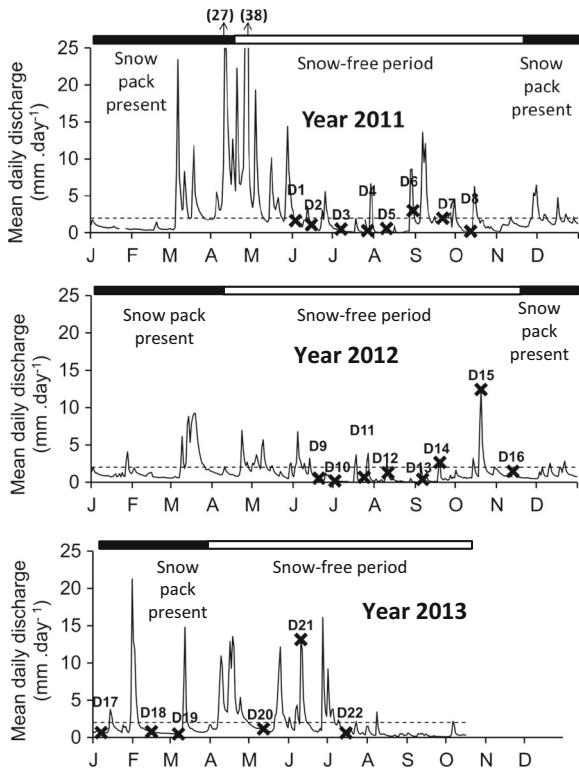 (27) (38)
Snow pack present
Snow-free period
Snow pack present
Year 2011
Mean daily discharge (mm .day-1)
25
20
15
10
5
0
D1 D2 D3 D4 D5 D6 D7 D8
J F M A M J J A S O N D
Snow pack present
Snow-free period
Snow pack present
Year 2012
Mean daily discharge (mm .day-1)
25
20
15
10
5
0
D9 D10 D11 D12 D13 D14 D15 D16
J F M A M J J A S O N D
Snow pack present
Snow-free period
Year 2013
Mean daily discharge (mm .day-1)
25
20
15
10
5
0
D17 D18 D19 D20 D21 D22
J F M A M J J A S O N D